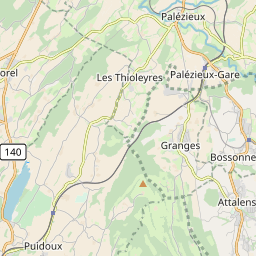 Palézieux
orel
Les Thioleyres
Palézieux-Gare
140
Granges
Bossonne
Attalens
Puidoux